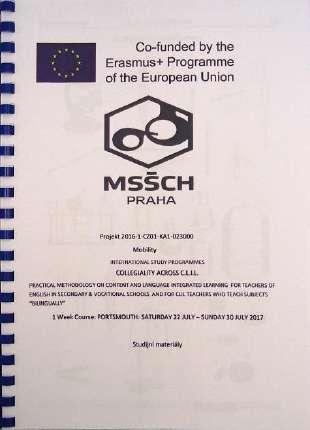 Co-funded by the
Erasmus+ Programme
of the European Union
MSŠCH
PRAHA
Projekt 2016-1-CZ01-KA1-023000
Mobility
INTERNATIONAL STUDY PROGRAMMES
COLLEGIALITY ACROSS C.L.I.L.
PRACTICAL METHODOLOGY ON CONTENT AND LANGUAGE INTEGRATED LEARNING FOR TEACHERS OF
ENGLISH IN SECONDARY & VOCATIONAL SCHOOLS AND FOR CLIL TEACHERS WHO TEACH SUBJECTS
"BILINGUALLY"
1 Week Course: PORTSMOUTH: SATURDAY 22 JULY – SUNDAY 30 JULY 2017
Studijní materiály